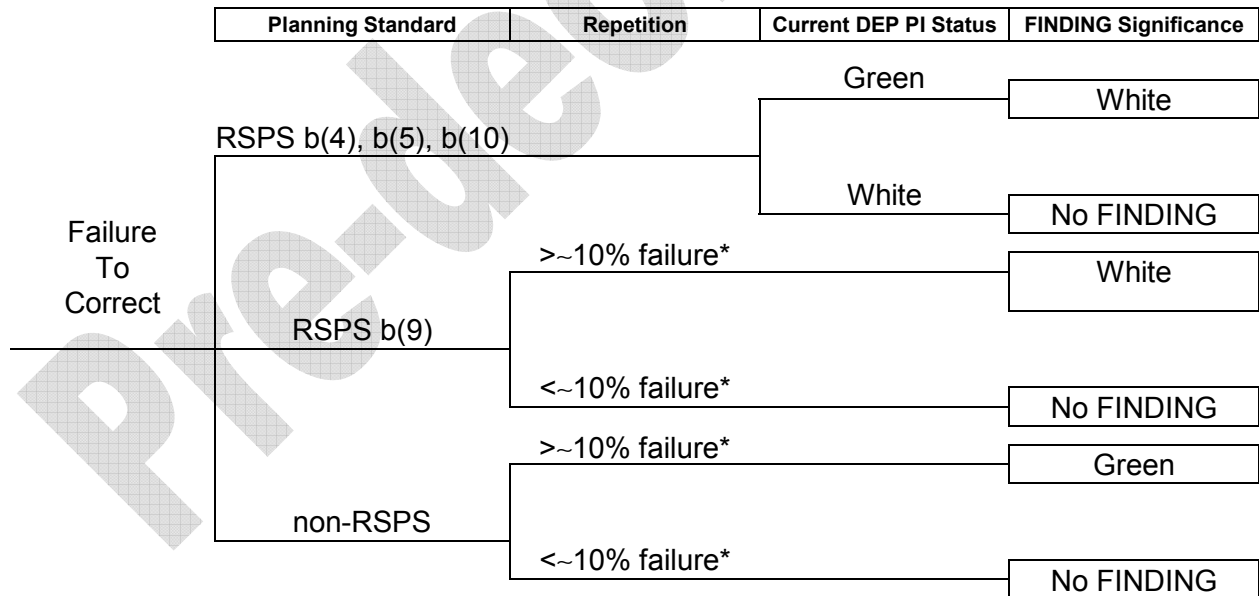 Planning Standard Repetition Current DEP PI Status FINDING Significance
Green
White
RSPS b(4), b(5), b(10)
White
No FINDING
Failure
To
Correct
>~10% failure*
White
RSPS b(9)
<~10% failure*
No FINDING
>~10% failure*
Green
non-RSPS
<~10% failure*
No FINDING